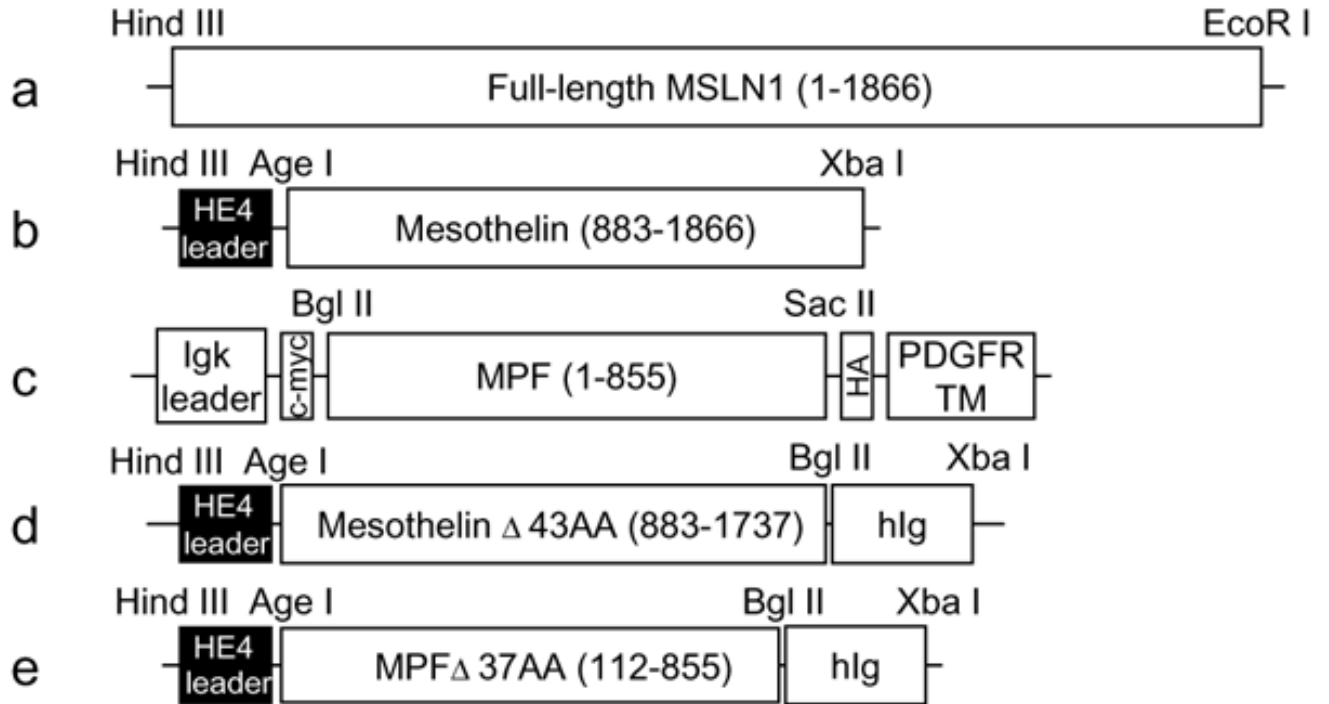 Hind III EcoR I
a Full-length MSLN1 (1-1866)
Hind III Age I Xba I
b HE4 leader Mesothelin (883-1866)
Bgl II Sac II
c Igk leader c-myc MPF (1-855) HA PDGFR TM
Hind III Age I Bgl II Xba I
d HE4 leader Mesothelin Δ 43AA (883-1737) hIg
Hind III Age I Bgl II Xba I
e HE4 leader MPFΔ 37AA (112-855) hIg